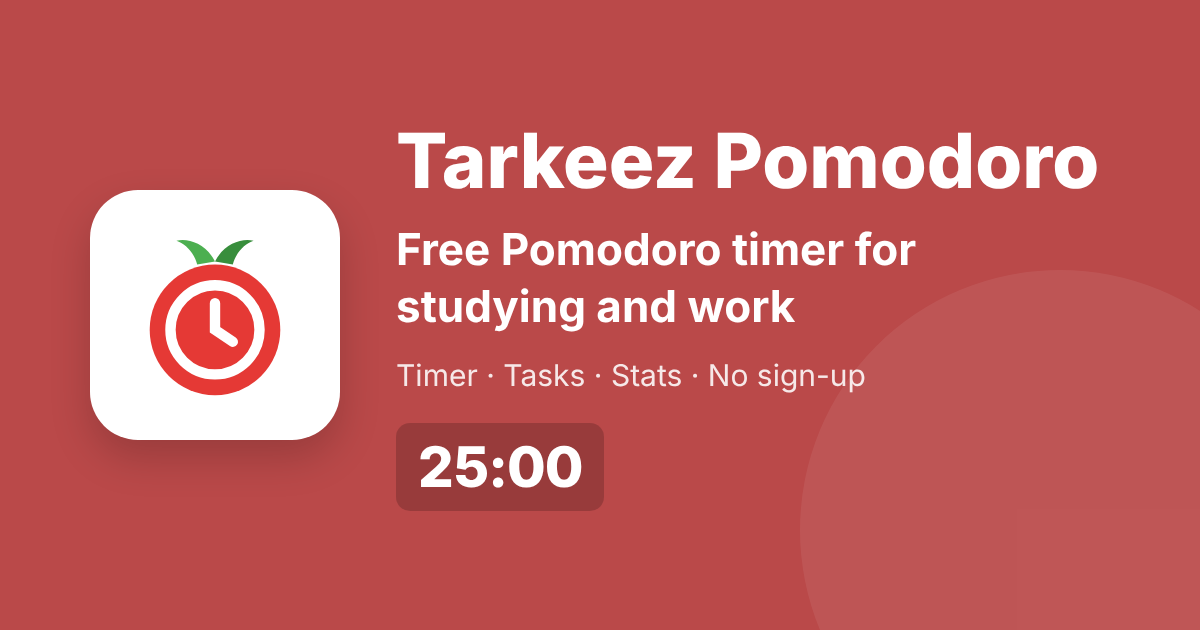 Tarkeez Pomodoro
Free Pomodoro timer for
studying and work
Timer · Tasks · Stats · No sign-up
25:00